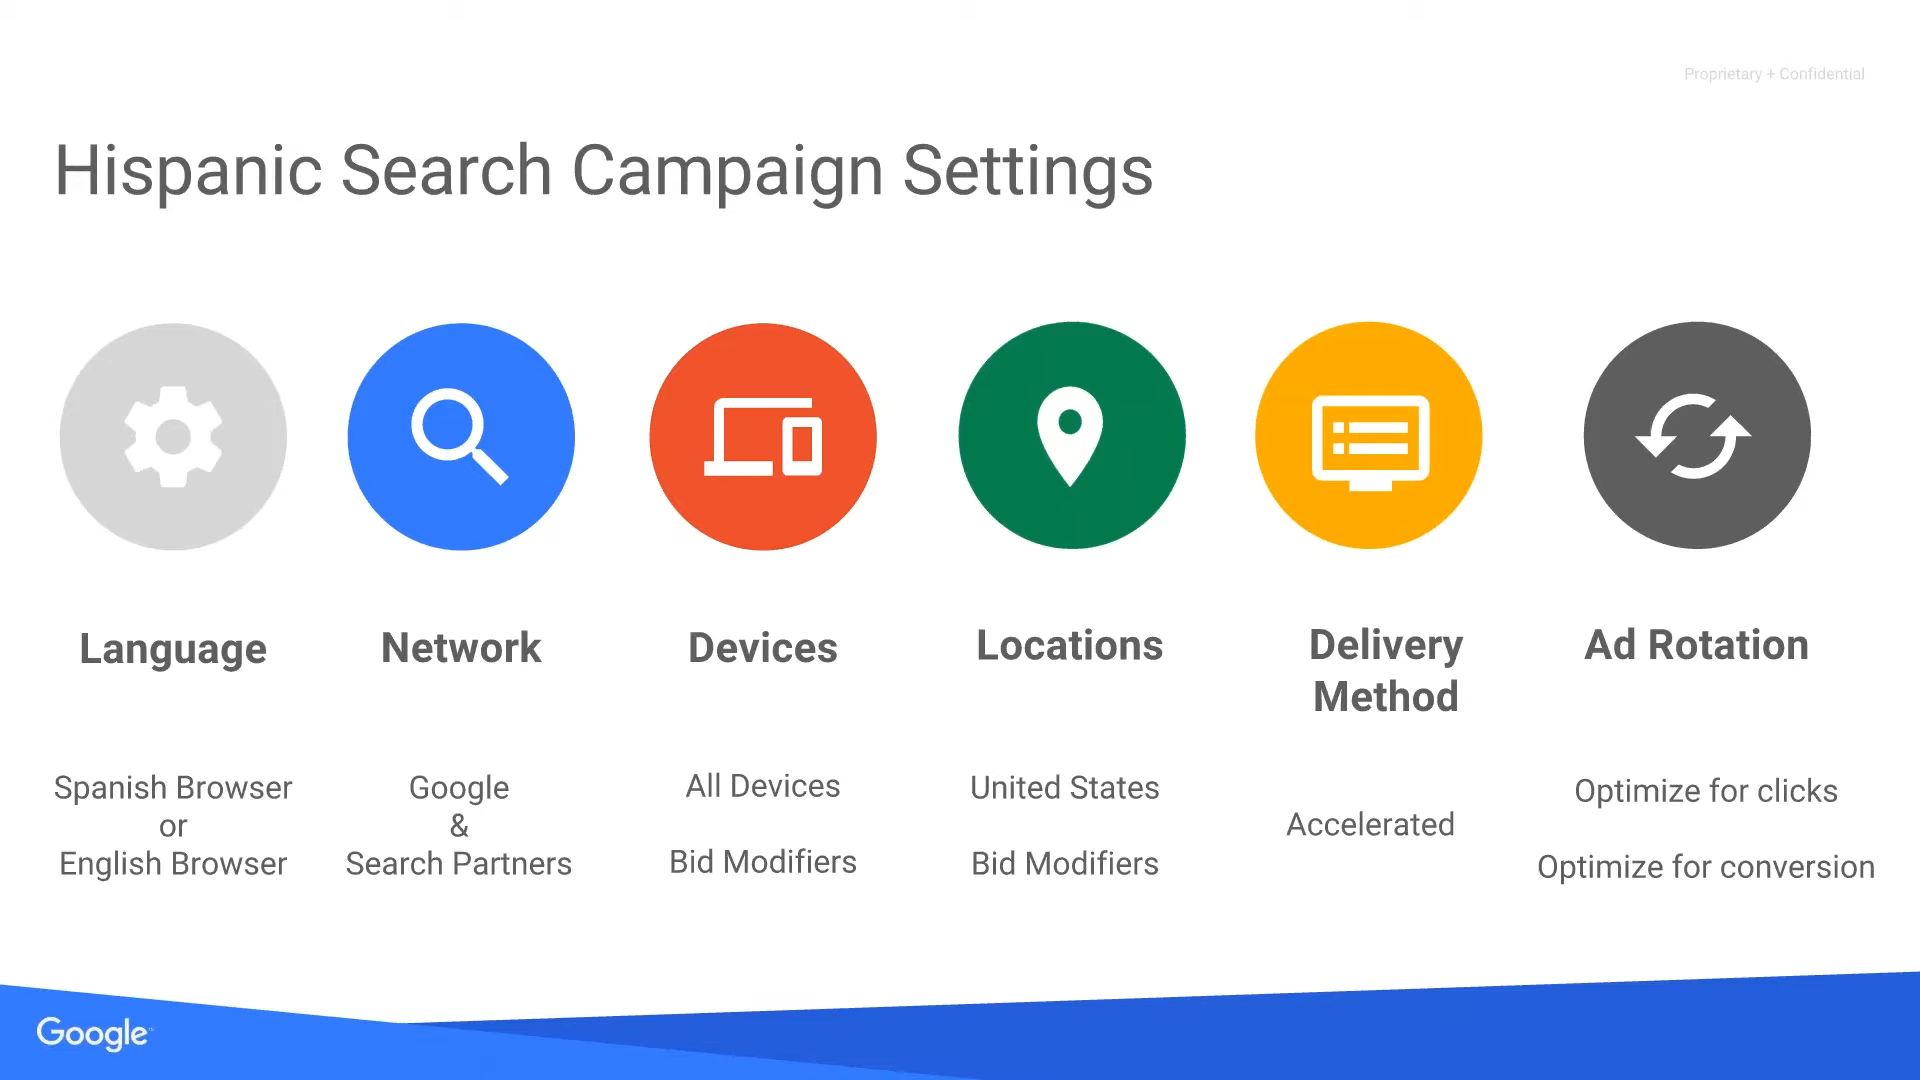 Proprietary + Confidential
Hispanic Search Campaign Settings
Language
Spanish Browser
or
English Browser
Network
Google
&
Search Partners
Devices
All Devices
Bid Modifiers
Locations
United States
Bid Modifiers
Delivery
Method
Accelerated
Ad Rotation
Optimize for clicks
Optimize for conversion
Google